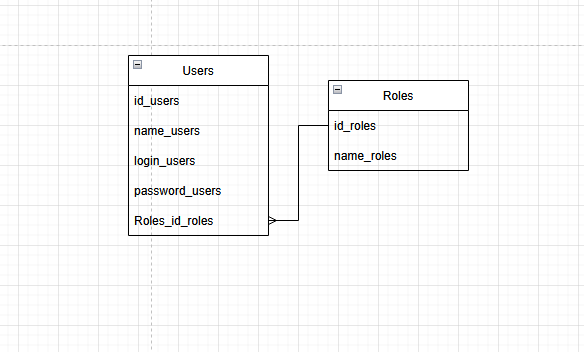 Users
id_users
name_users
login_users
password_users
Roles_id_roles
Roles
id_roles
name_roles